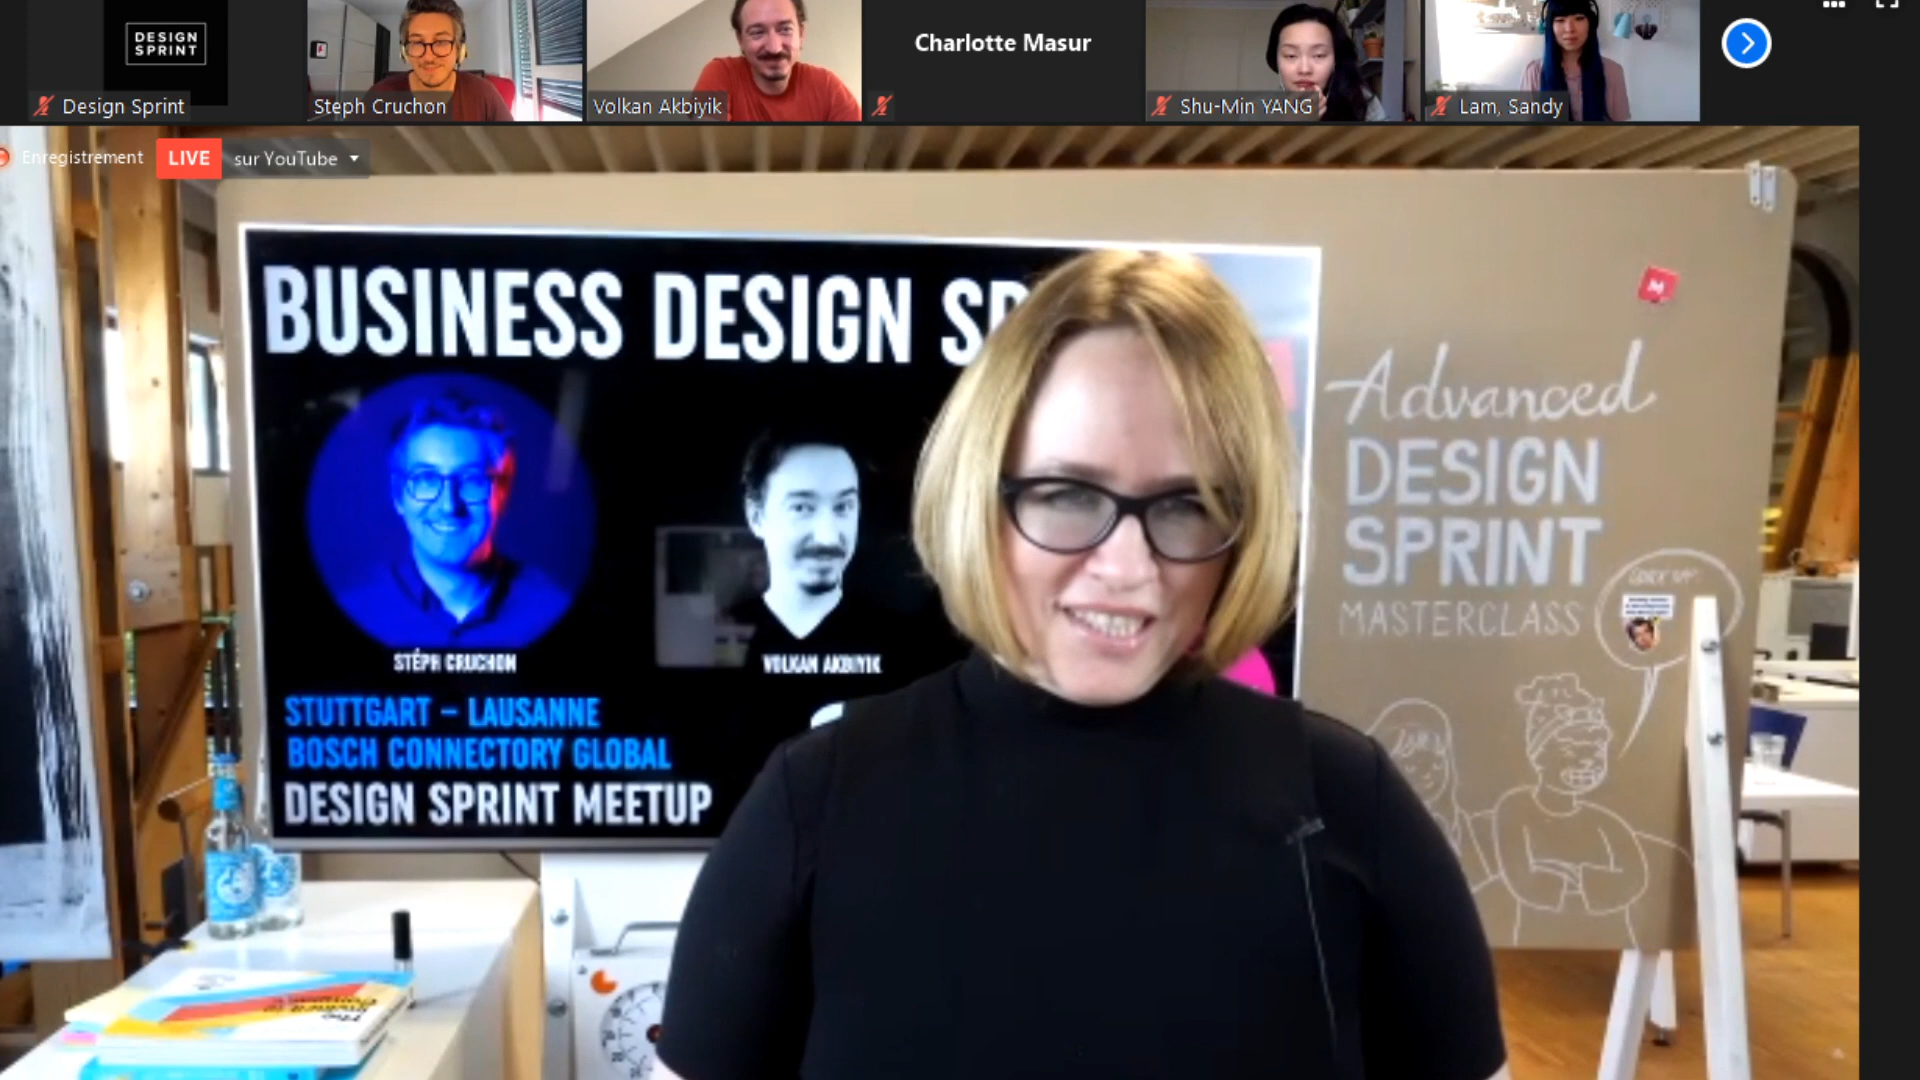 DESIGN
SPRINT
Design Sprint
Steph Cruchon
Volkan Akbiyik
Charlotte Masur
Shu-Min YANG
Lam, Sandy
Enregistrement
LIVE
sur YouTube
BUSINESS DESIGN SP
STÉPH CRUCHON
VOLKAN AKBIYIK
STUTTGART – LAUSANNE
BOSCH CONNECTORY GLOBAL
DESIGN SPRINT MEETUP
Advanced
DESIGN
SPRINT
MASTERCLASS